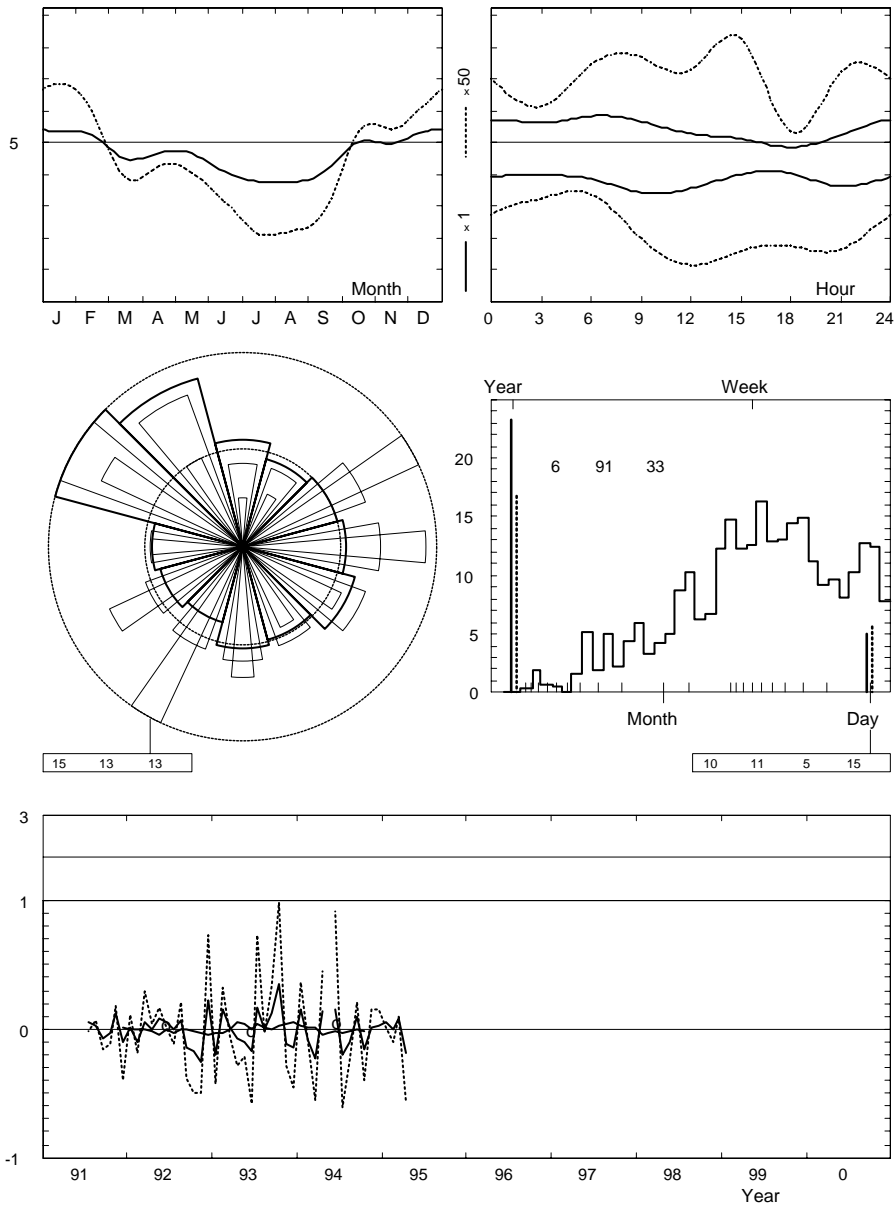 5
Month
J F M A M J J A S O N D
x 1 x 50
Hour
0 3 6 9 12 15 18 21 24
Year Week
20
15
10
5
0
6 91 33
Month Day
15 13 13
10 11 5 15
3
1
0
-1
91 92 93 94 95 96 97 98 99 0
Year